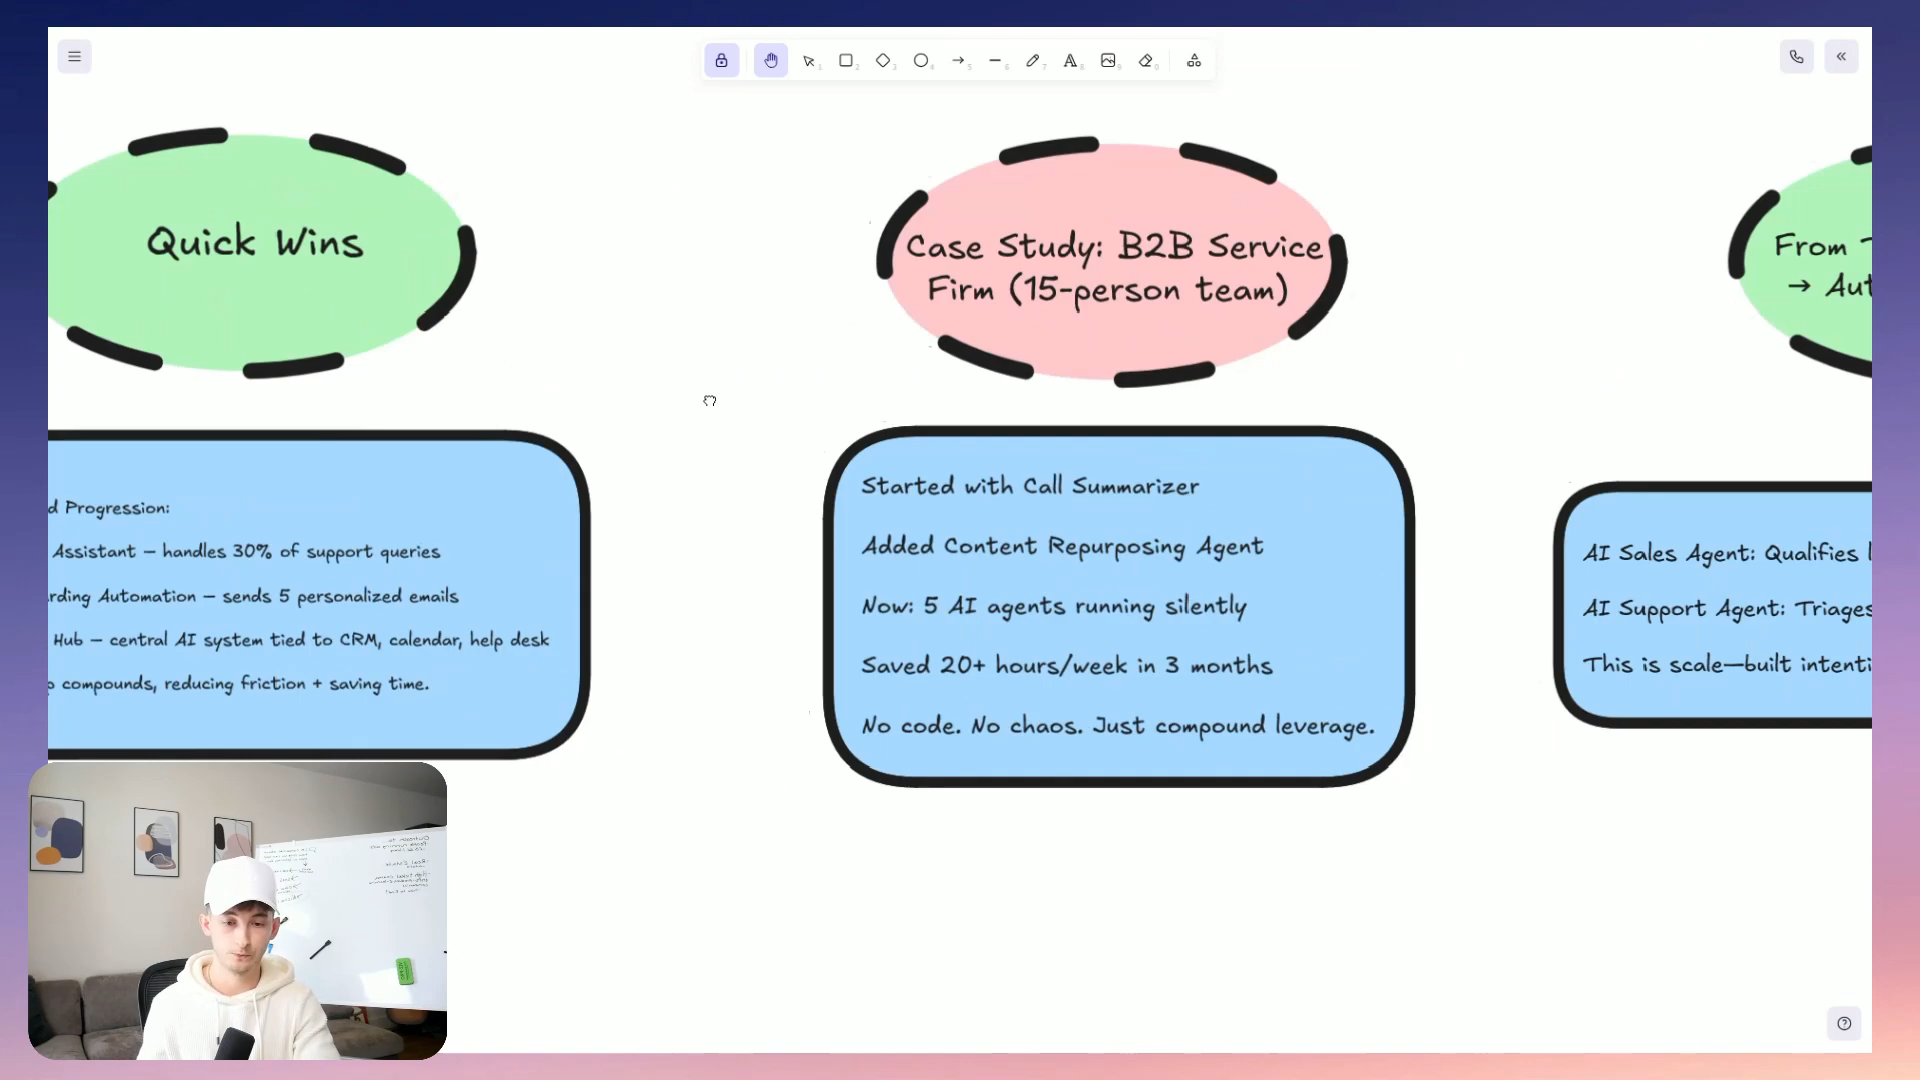 Quick Wins
d Progression:
Assistant — handles 30% of support queries
rding Automation — sends 5 personalized emails
Hub — central AI system tied to CRM, calendar, help desk
p compounds, reducing friction + saving time.
Case Study: B2B Service
Firm (15-person team)
Started with Call Summarizer
Added Content Repurposing Agent
Now: 5 AI agents running silently
Saved 20+ hours/week in 3 months
No code. No chaos. Just compound leverage.
From
→ Aut
AI Sales Agent: Qualifies l
AI Support Agent: Triages
This is scale—built intenti